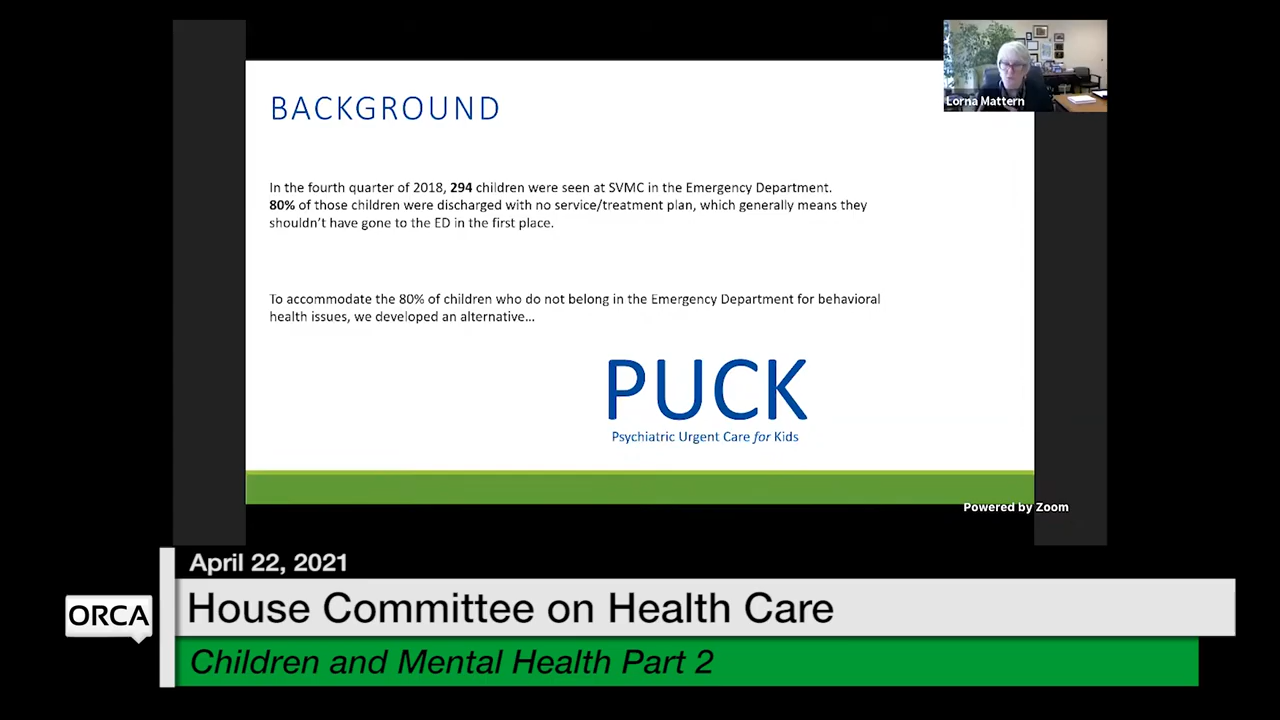 BACKGROUND
Lorna Mattern
In the fourth quarter of 2018, 294 children were seen at SVMC in the Emergency Department.
80% of those children were discharged with no service/treatment plan, which generally means they
shouldn't have gone to the ED in the first place.
To accommodate the 80% of children who do not belong in the Emergency Department for behavioral
health issues, we developed an alternative...
PUCK
Psychiatric Urgent Care for Kids
Powered by Zoom
April 22, 2021
ORCA
House Committee on Health Care
Children and Mental Health Part 2